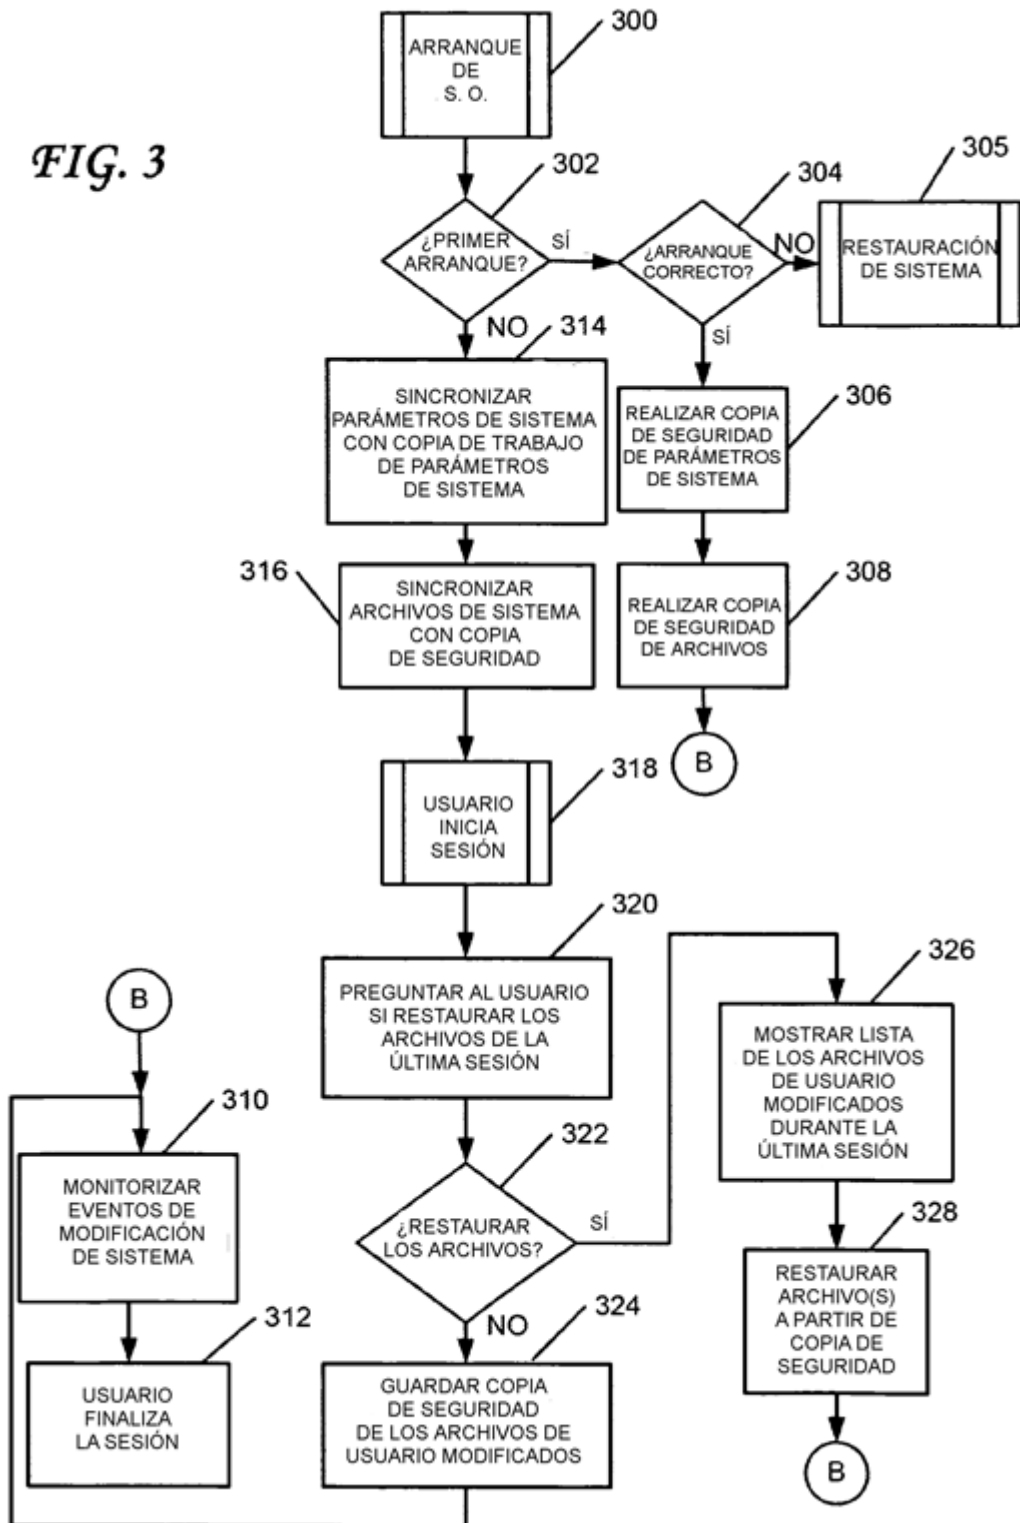 FIG. 3
300
ARRANQUE
DE
S. O.
302
¿PRIMER
ARRANQUE?
SÍ
NO
304
¿ARRANQUE
CORRECTO?
NO
SÍ
305
RESTAURACIÓN
DE SISTEMA
314
SINCRONIZAR
PARÁMETROS DE SISTEMA
CON COPIA DE TRABAJO
DE PARÁMETROS
DE SISTEMA
306
REALIZAR COPIA
DE SEGURIDAD
DE PARÁMETROS
DE SISTEMA
316
SINCRONIZAR
ARCHIVOS DE SISTEMA
CON COPIA
DE SEGURIDAD
308
REALIZAR COPIA
DE SEGURIDAD
DE ARCHIVOS
B
318
USUARIO
INICIA
SESIÓN
320
PREGUNTAR AL USUARIO
SI RESTAURAR LOS
ARCHIVOS DE LA
ÚLTIMA SESIÓN
322
¿RESTAURAR
LOS ARCHIVOS?
SÍ
NO
326
MOSTRAR LISTA
DE LOS ARCHIVOS
DE USUARIO
MODIFICADOS
DURANTE LA
ÚLTIMA SESIÓN
328
RESTAURAR
ARCHIVO(S)
A PARTIR DE
COPIA DE
SEGURIDAD
B
324
GUARDAR COPIA
DE SEGURIDAD
DE LOS ARCHIVOS DE
USUARIO MODIFICADOS
B
310
MONITORIZAR
EVENTOS DE
MODIFICACIÓN
DE SISTEMA
312
USUARIO
FINALIZA
LA SESIÓN